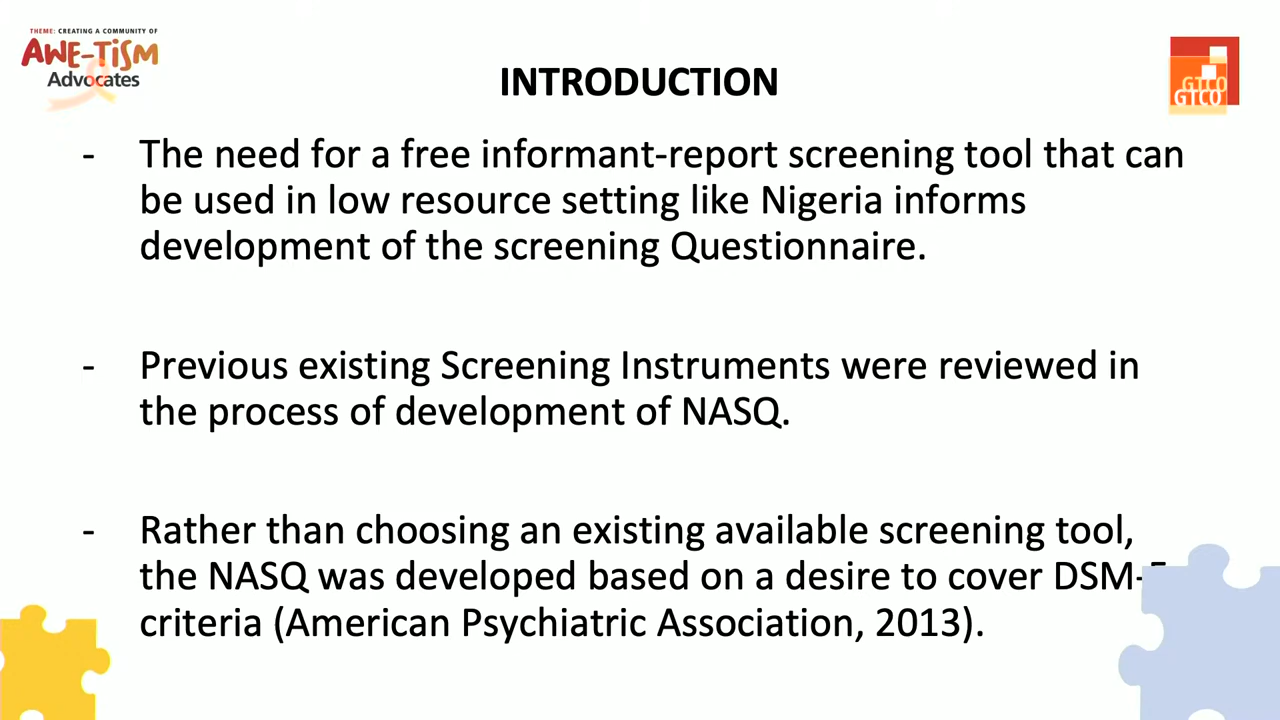 THEME: CREATING A COMMUNITY OF
AWE-TiSM
Advocates
GTCO
GTCO
INTRODUCTION
- The need for a free informant-report screening tool that can
be used in low resource setting like Nigeria informs
development of the screening Questionnaire.
- Previous existing Screening Instruments were reviewed in
the process of development of NASQ.
- Rather than choosing an existing available screening tool,
the NASQ was developed based on a desire to cover DSM-5
criteria (American Psychiatric Association, 2013).